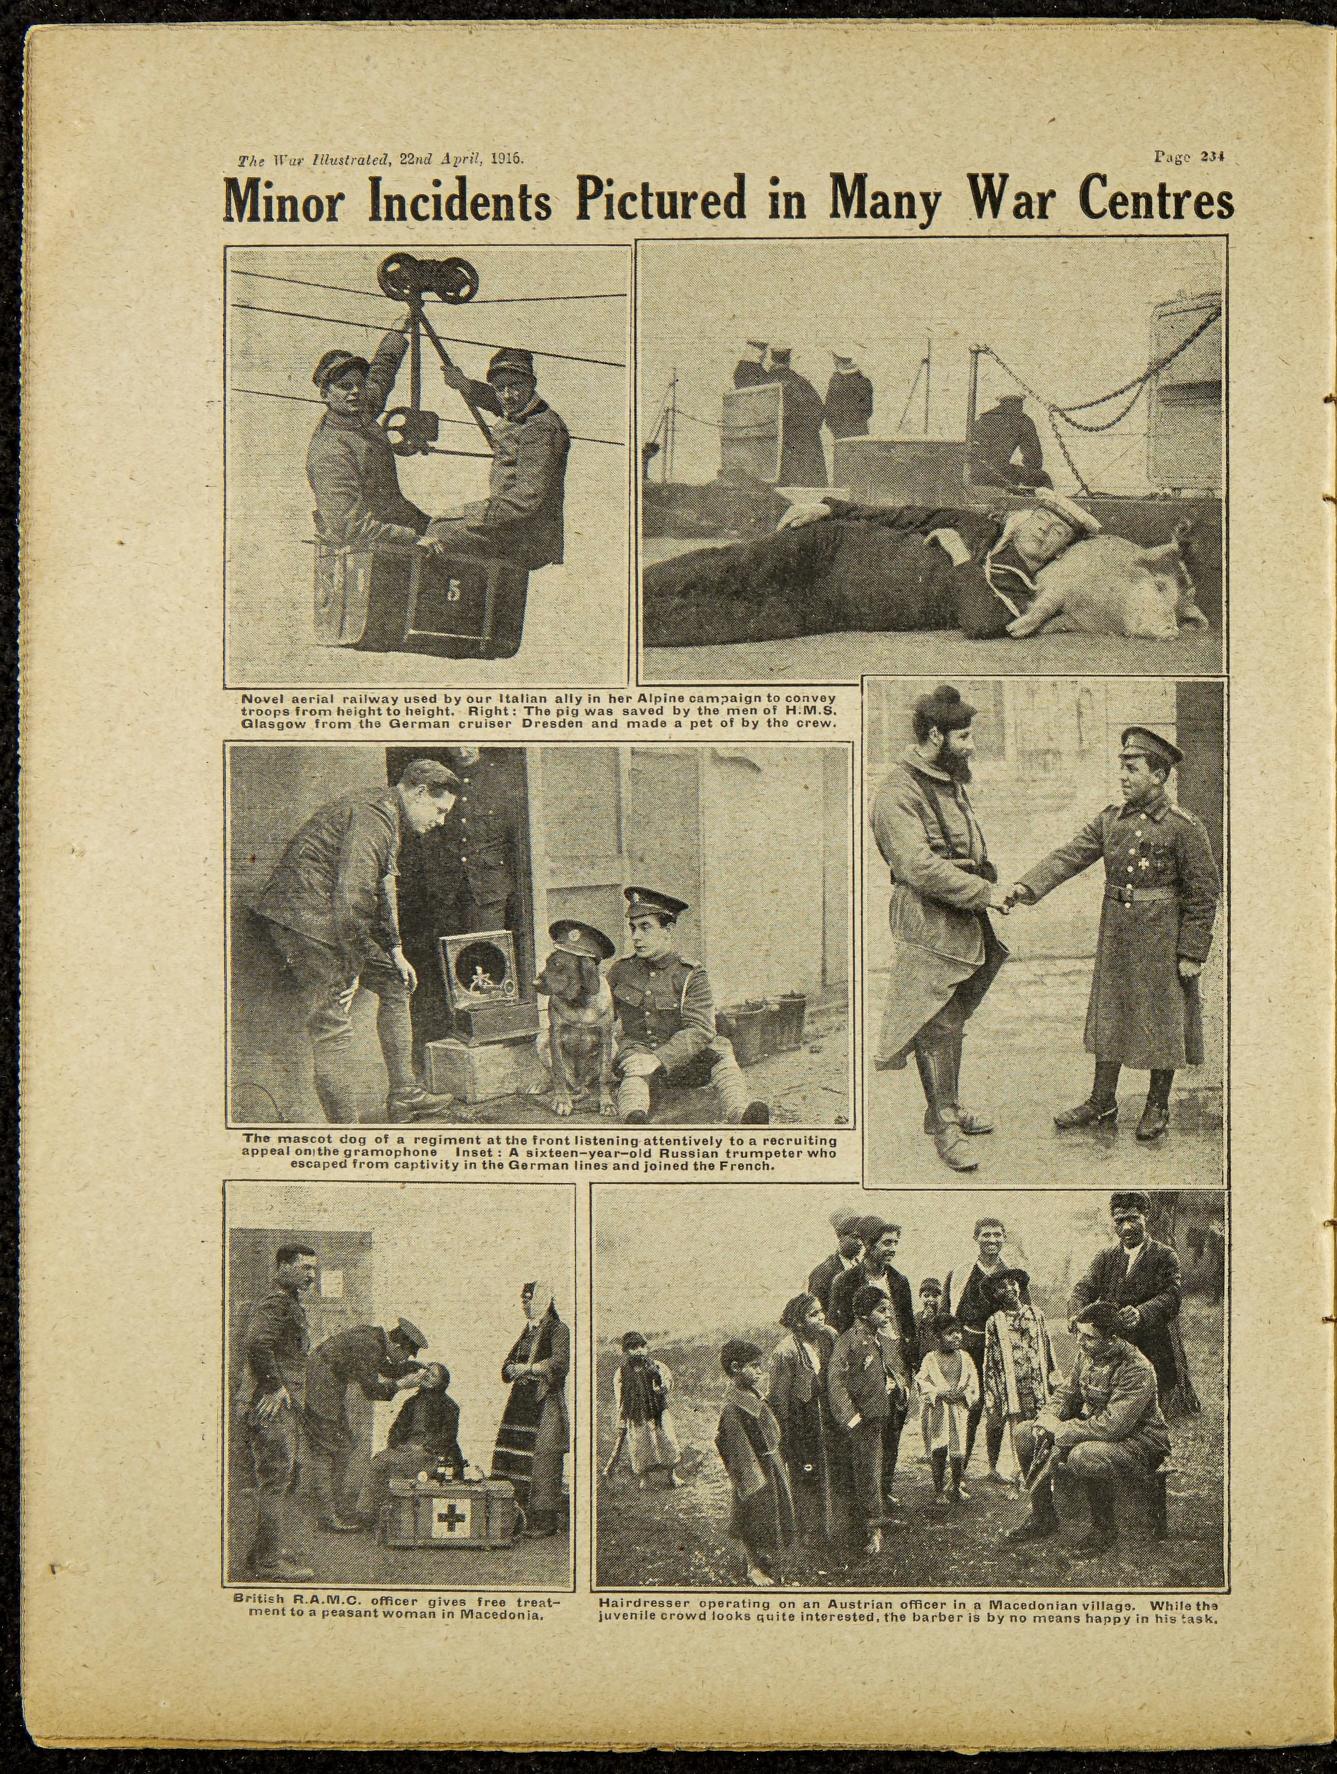 The War Illustrated, 22nd April, 1916.
Page 234
Minor Incidents Pictured in Many War Centres
5
Novel aerial railway used by our Italian ally in her Alpine campaign to convey
troops from height to height. Right: The pig was saved by the men of H.M.S.
Glasgow from the German cruiser Dresden and made a pet of by the crew.
The mascot dog of a regiment at the front listening attentively to a recruiting
appeal on the gramophone Inset: A sixteen-year-old Russian trumpeter who
escaped from captivity in the German lines and joined the French.
British R.A.M.C. officer gives free treat-
ment to a peasant woman in Macedonia.
Hairdresser operating on an Austrian officer in a Macedonian village. While the
juvenile crowd looks quite interested, the barber is by no means happy in his task.